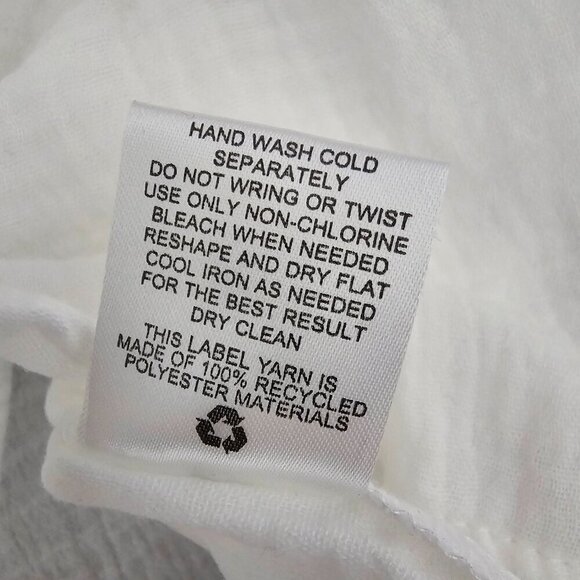 HAND WASH COLD
SEPARATELY
DO NOT WRING OR TWIST
USE ONLY NON-CHLORINE
BLEACH WHEN NEEDED
RESHAPE AND DRY FLAT
COOL IRON AS NEEDED
FOR THE BEST RESULT
DRY CLEAN
THIS LABEL YARN IS
MADE OF 100% RECYCLED
POLYESTER MATERIALS